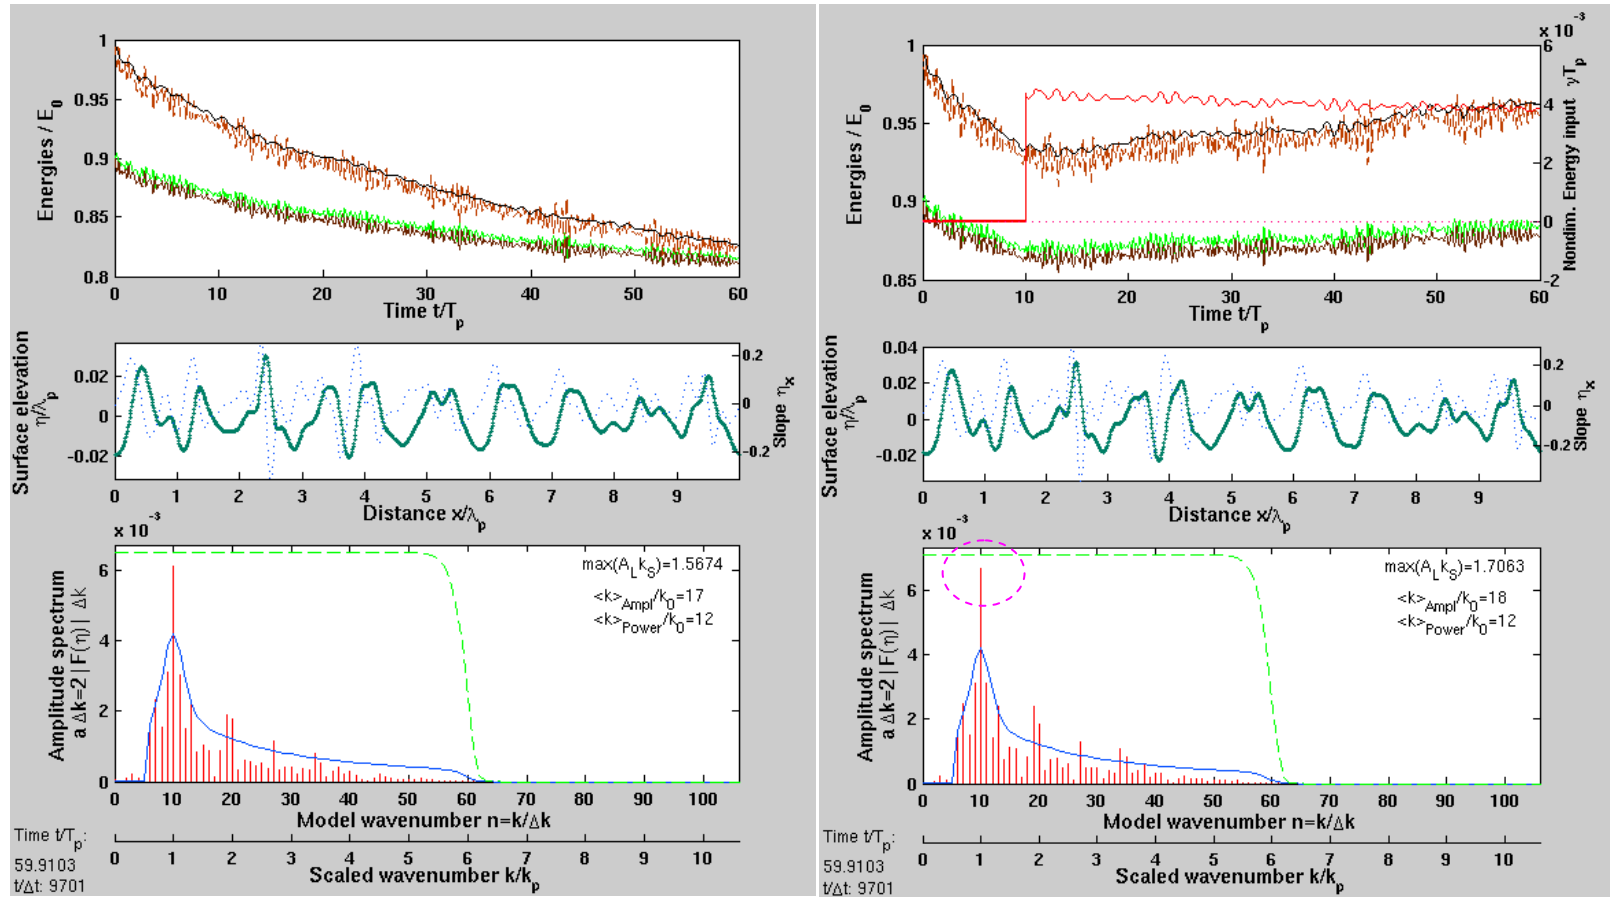 1
0.95
0.9
0.85
0.8
Energies / E0
0 10 20 30 40 50 60
Time t/Tp
0.02
0
-0.02
Surface elevation
η/λp
0.2
0
-0.2
Slope ηx
0 1 2 3 4 5 6 7 8 9
Distance x/λp
x 10^-3
6
4
2
0
Amplitude spectrum
a Δk=2 | F(η) | Δk
max(A_L k_S)=1.5674
<k>Ampl/k0=17
<k>Power/k0=12
0 10 20 30 40 50 60 70 80 90 100
Model wavenumber n=k/Δk
Time t/Tp:
59.9103
t/Δt: 9701
0 1 2 3 4 5 6 7 8 9 10
Scaled wavenumber k/kp
1
0.95
0.9
0.85
Energies / E0
x 10^-3
6
4
2
0
-2
Nondim. Energy input γTp
0 10 20 30 40 50 60
Time t/Tp
0.04
0.02
0
-0.02
Surface elevation
η/λp
0.2
0
-0.2
Slope ηx
0 1 2 3 4 5 6 7 8 9
Distance x/λp
x 10^-3
6
4
2
0
Amplitude spectrum
a Δk=2 | F(η) | Δk
max(A_L k_S)=1.7063
<k>Ampl/k0=18
<k>Power/k0=12
0 10 20 30 40 50 60 70 80 90 100
Model wavenumber n=k/Δk
Time t/Tp:
59.9103
t/Δt: 9701
0 1 2 3 4 5 6 7 8 9 10
Scaled wavenumber k/kp